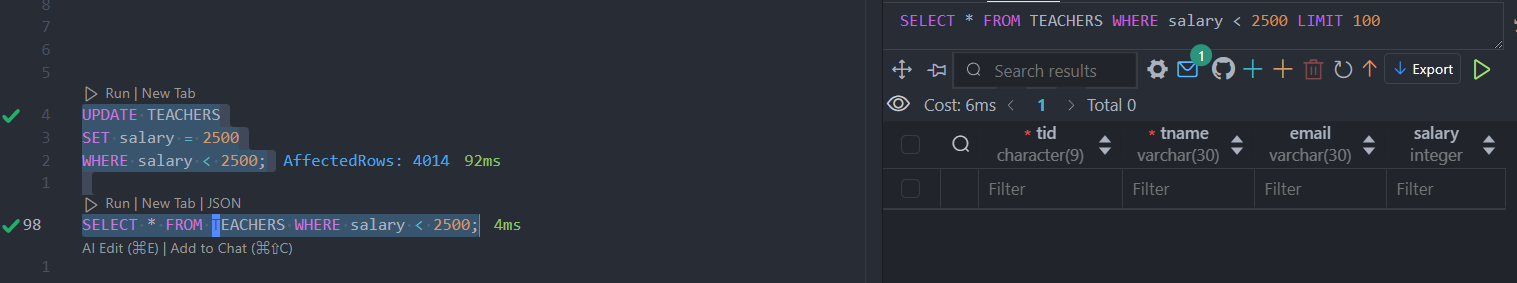 8
7
6
5
Run | New Tab
4 UPDATE TEACHERS
3 SET salary = 2500
2 WHERE salary < 2500; AffectedRows: 4014 92ms
1
Run | New Tab | JSON
98 SELECT * FROM TEACHERS WHERE salary < 2500; 4ms
AI Edit (⌘E) | Add to Chat (⌘⇧C)
1
SELECT * FROM TEACHERS WHERE salary < 2500 LIMIT 100
Search results 1 Export
Cost: 6ms < 1 > Total 0
* tid * tname email salary
character(9) varchar(30) varchar(30) integer
Filter Filter Filter Filter